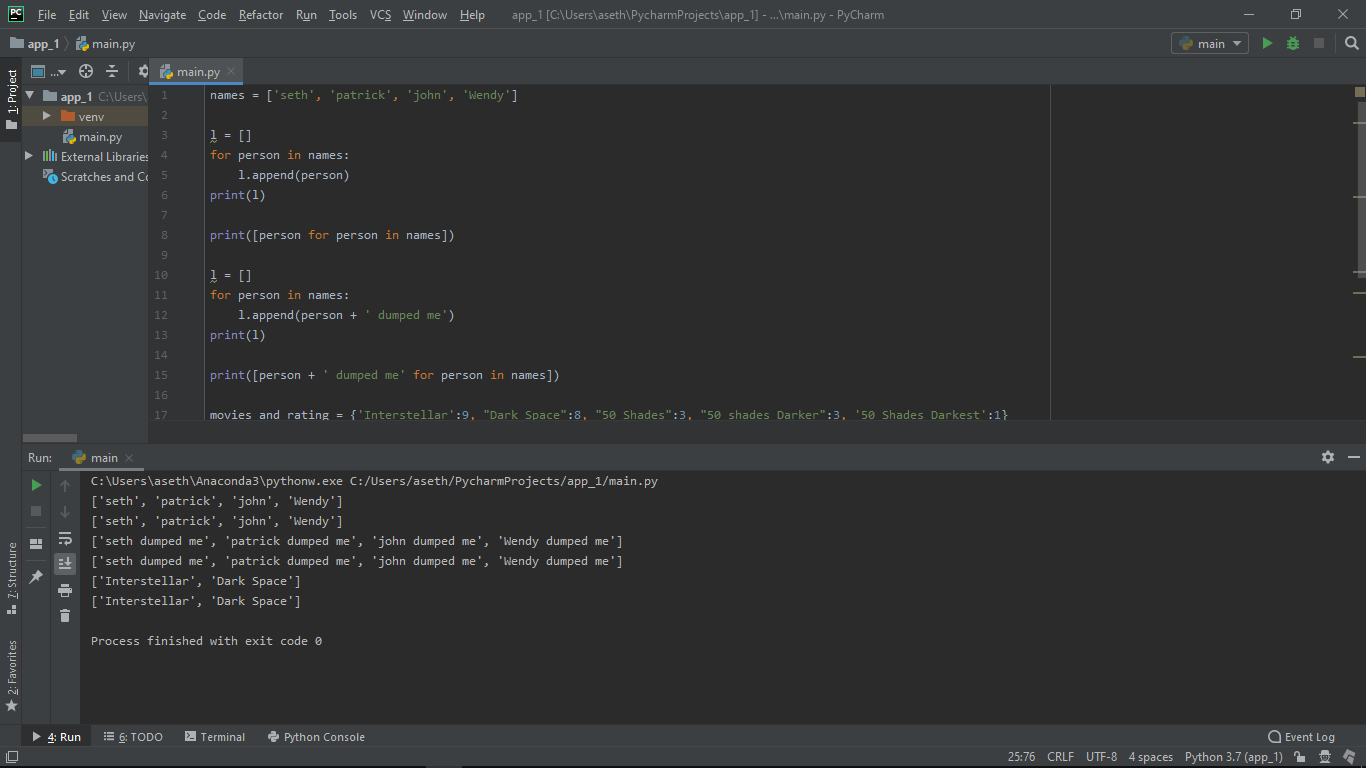 PC File Edit View Navigate Code Refactor Run Tools VCS Window Help app_1 [C:\Users\aseth\PycharmProjects\app_1] - ...\main.py - PyCharm
app_1 main.py main
1: Project
... main.py
app_1 C:\Users\
venv
main.py
External Libraries
Scratches and Co
1 names = ['seth', 'patrick', 'john', 'Wendy']
2
3 l = []
4 for person in names:
5     l.append(person)
6 print(l)
7
8 print([person for person in names])
9
10 l = []
11 for person in names:
12     l.append(person + ' dumped me')
13 print(l)
14
15 print([person + ' dumped me' for person in names])
16
17 movies_and_rating = {'Interstellar':9, "Dark Space":8, "50 Shades":3, "50 shades Darker":3, '50 Shades Darkest':1}
Run: main
C:\Users\aseth\Anaconda3\pythonw.exe C:/Users/aseth/PycharmProjects/app_1/main.py
['seth', 'patrick', 'john', 'Wendy']
['seth', 'patrick', 'john', 'Wendy']
['seth dumped me', 'patrick dumped me', 'john dumped me', 'Wendy dumped me']
['seth dumped me', 'patrick dumped me', 'john dumped me', 'Wendy dumped me']
['Interstellar', 'Dark Space']
['Interstellar', 'Dark Space']
Process finished with exit code 0
7: Structure
2: Favorites
4: Run 6: TODO Terminal Python Console Event Log
25:76 CRLF UTF-8 4 spaces Python 3.7 (app_1)